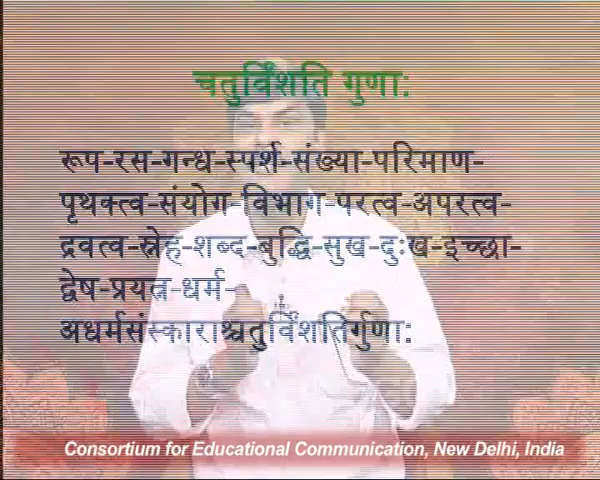 चतुर्विंशति गुणा:
रूप-रस-गन्ध-स्पर्श-संख्या-परिमाण-
पृथक्त्व-संयोग-विभाग-परत्व-अपरत्व-
द्रवत्व-स्नेह-शब्द-बुद्धि-सुख-दुःख-इच्छा-
द्वेष-प्रयत्न-धर्म-
अधर्मसंस्काराश्चतुर्विंशतिर्गुणा:
Consortium for Educational Communication, New Delhi, India